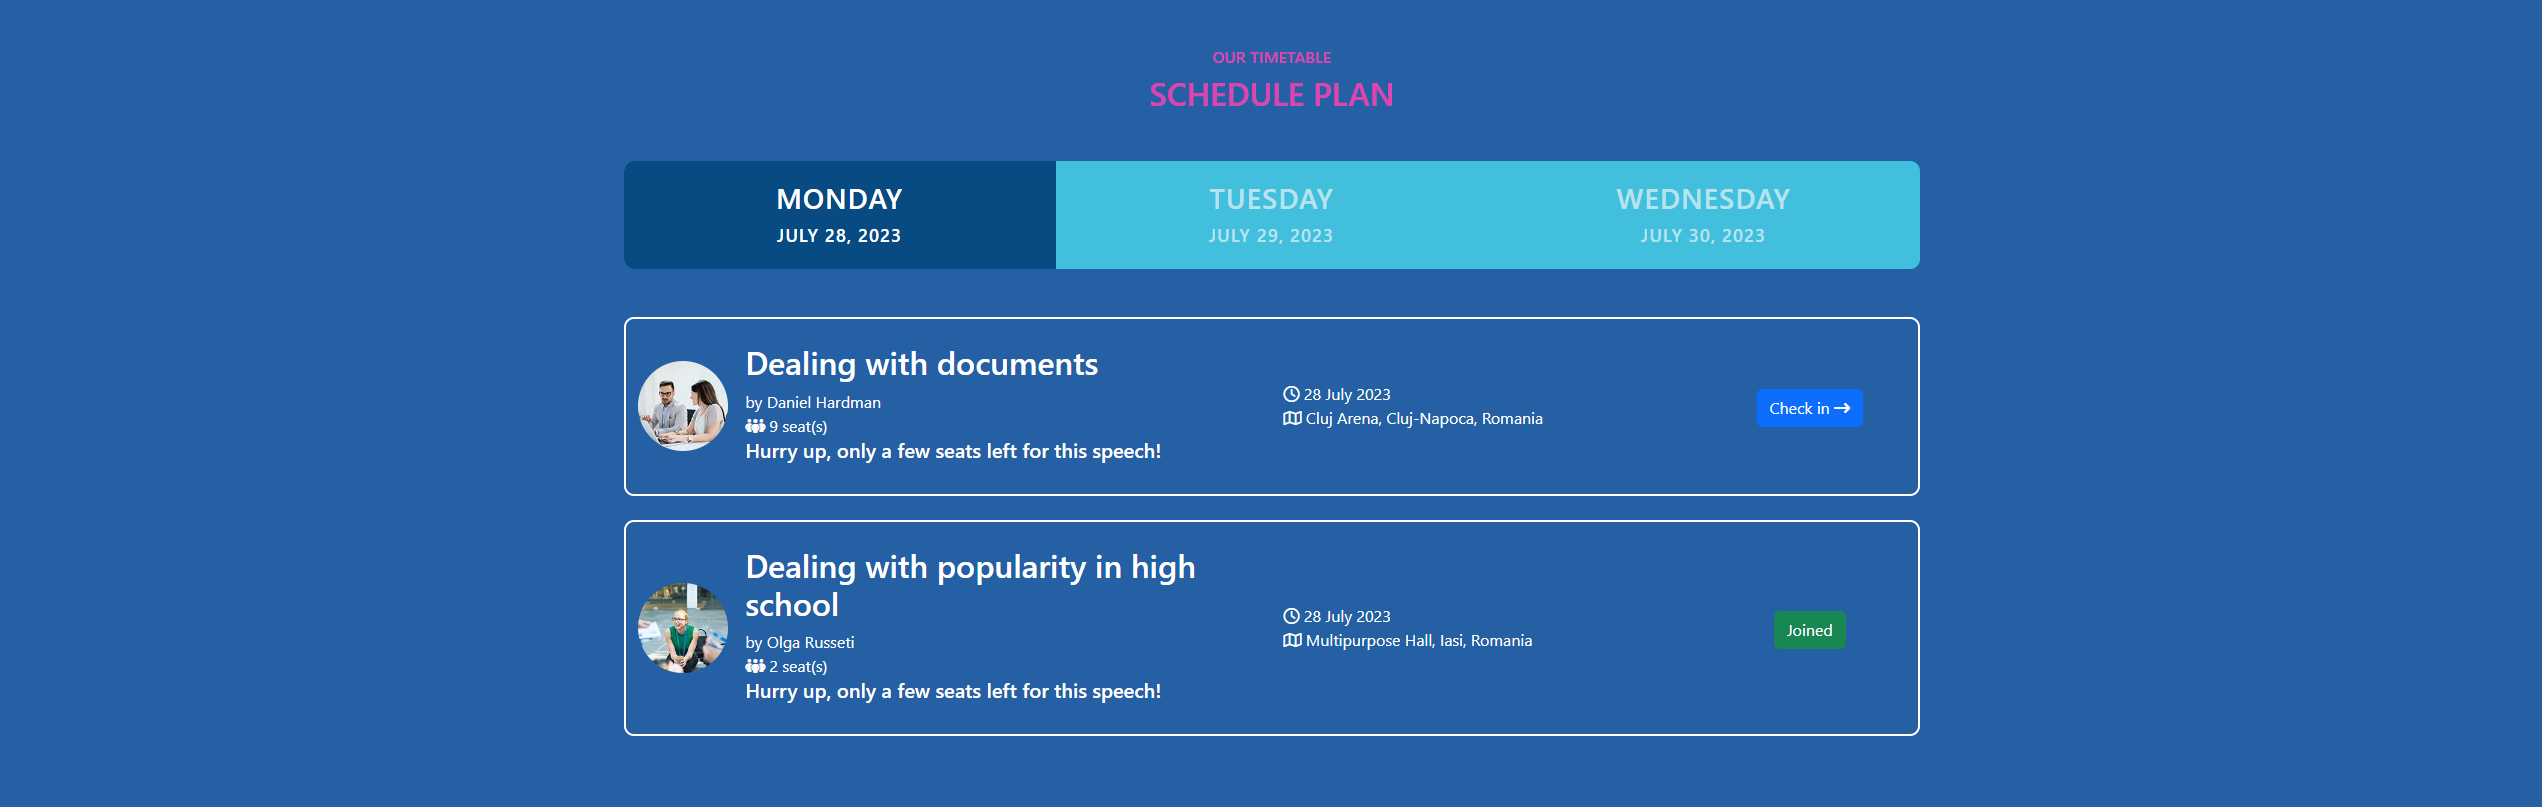 OUR TIMETABLE
SCHEDULE PLAN
MONDAY
JULY 28, 2023
TUESDAY
JULY 29, 2023
WEDNESDAY
JULY 30, 2023
Dealing with documents
by Daniel Hardman
9 seat(s)
Hurry up, only a few seats left for this speech!
28 July 2023
Cluj Arena, Cluj-Napoca, Romania
Check in
Dealing with popularity in high
school
by Olga Russeti
2 seat(s)
Hurry up, only a few seats left for this speech!
28 July 2023
Multipurpose Hall, Iasi, Romania
Joined